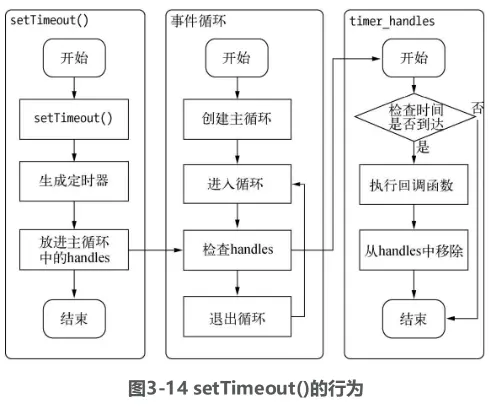 setTimeout()
开始
setTimeout()
生成定时器
放进主循环
中的handles
结束
事件循环
开始
创建主循环
进入循环
检查handles
退出循环
timer_handles
开始
检查时间
是否到达
否
是
执行回调函数
从handles中移除
结束
图3-14 setTimeout()的行为